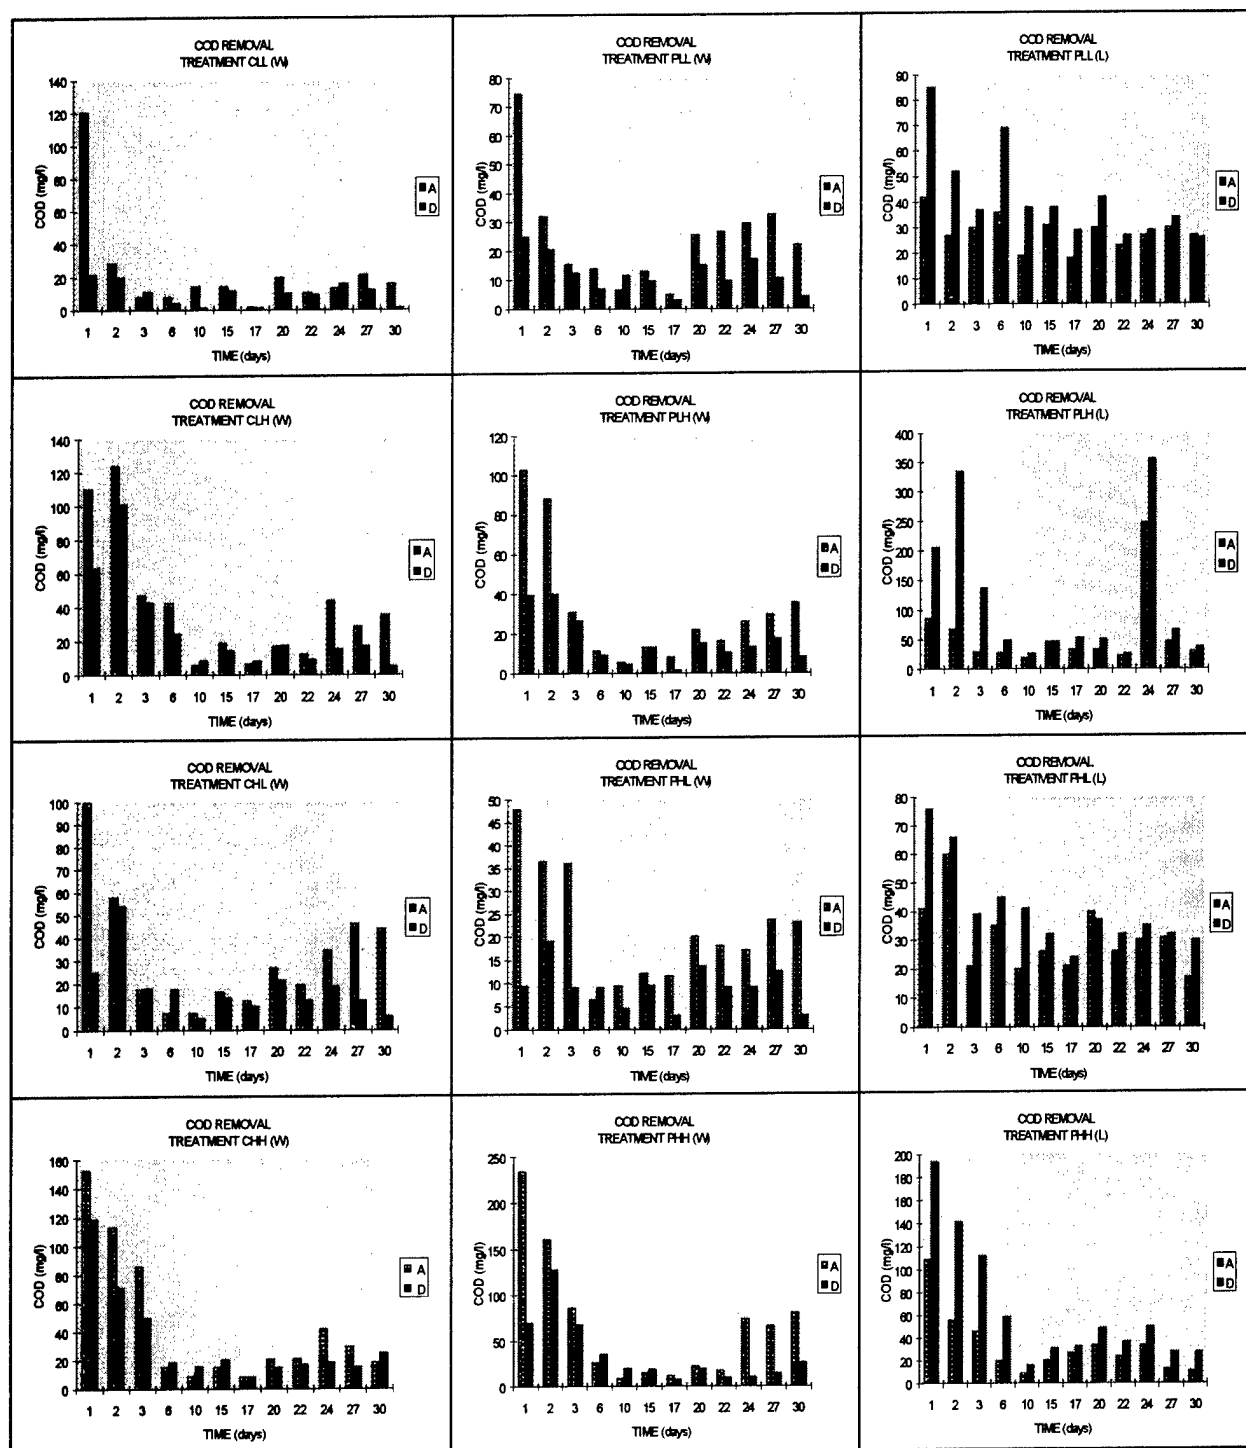 COD REMOVAL
TREATMENT CLL (W)
140
120
100
80
60
40
20
0
COD (mg/l)
A
D
1 2 3 6 10 15 17 20 22 24 27 30
TIME (days)
COD REMOVAL
TREATMENT PLL (W)
80
70
60
50
40
30
20
10
0
COD (mg/l)
A
D
1 2 3 6 10 15 17 20 22 24 27 30
TIME (days)
COD REMOVAL
TREATMENT PLL (L)
90
80
70
60
50
40
30
20
10
0
COD (mg/l)
A
D
1 2 3 6 10 15 17 20 22 24 27 30
TIME (days)
COD REMOVAL
TREATMENT CLH (W)
140
120
100
80
60
40
20
0
COD (mg/l)
A
D
1 2 3 6 10 15 17 20 22 24 27 30
TIME (days)
COD REMOVAL
TREATMENT PLH (W)
120
100
80
60
40
20
0
COD (mg/l)
A
D
1 2 3 6 10 15 17 20 22 24 27 30
TIME (days)
COD REMOVAL
TREATMENT PLH (L)
400
350
300
250
200
150
100
50
0
COD (mg/l)
A
D
1 2 3 6 10 15 17 20 22 24 27 30
TIME (days)
COD REMOVAL
TREATMENT CHL (W)
100
90
80
70
60
50
40
30
20
10
0
COD (mg/l)
A
D
1 2 3 6 10 15 17 20 22 24 27 30
TIME (days)
COD REMOVAL
TREATMENT PHL (W)
50
45
40
35
30
25
20
15
10
5
0
COD (mg/l)
A
D
1 2 3 6 10 15 17 20 22 24 27 30
TIME (days)
COD REMOVAL
TREATMENT PHL (L)
80
70
60
50
40
30
20
10
0
COD (mg/l)
A
D
1 2 3 6 10 15 17 20 22 24 27 30
TIME (days)
COD REMOVAL
TREATMENT CHH (W)
160
140
120
100
80
60
40
20
0
COD (mg/l)
A
D
1 2 3 6 10 15 17 20 22 24 27 30
TIME (days)
COD REMOVAL
TREATMENT PHH (W)
250
200
150
100
50
0
COD (mg/l)
A
D
1 2 3 6 10 15 17 20 22 24 27 30
TIME (days)
COD REMOVAL
TREATMENT PHH (L)
200
180
160
140
120
100
80
60
40
20
0
COD (mg/l)
A
D
1 2 3 6 10 15 17 20 22 24 27 30
TIME (days)